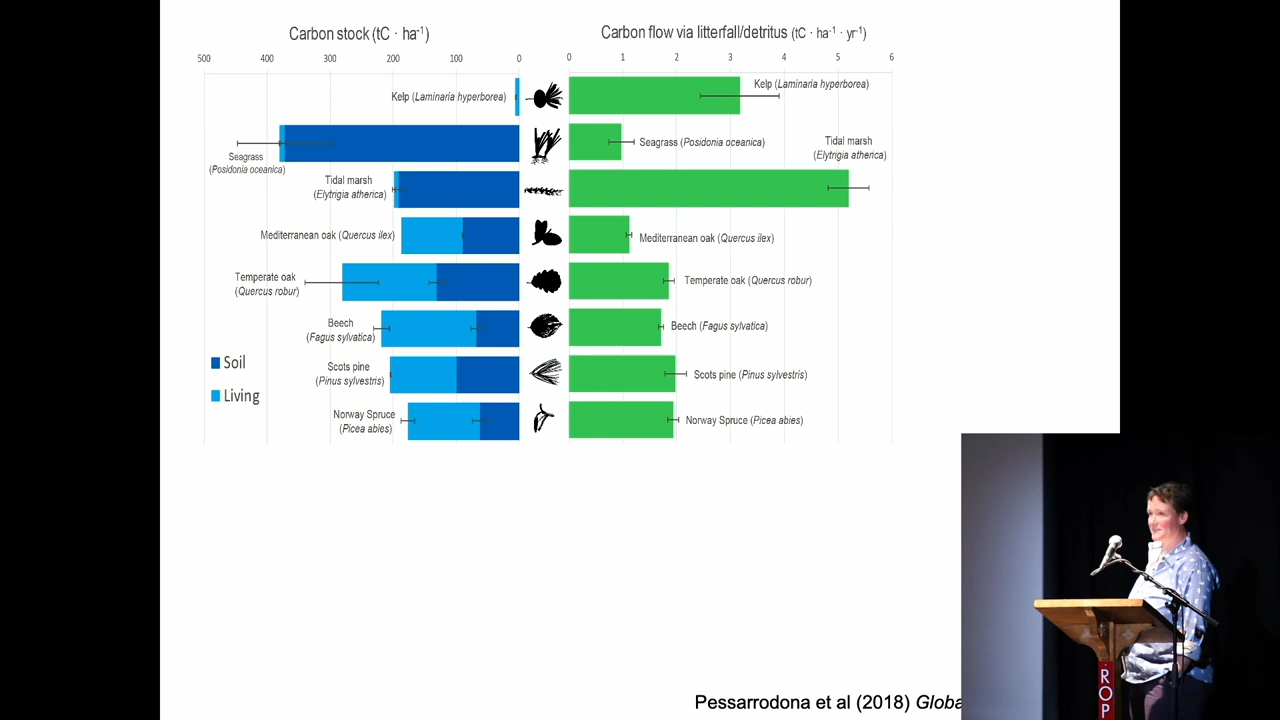 Carbon stock (tC · ha⁻¹)
Carbon flow via litterfall/detritus (tC · ha⁻¹ · yr⁻¹)
500 400 300 200 100 0
0 1 2 3 4 5 6
Kelp (Laminaria hyperborea)
Kelp (Laminaria hyperborea)
Seagrass
(Posidonia oceanica)
Seagrass (Posidonia oceanica)
Tidal marsh
(Elytrigia atherica)
Tidal marsh
(Elytrigia atherica)
Mediterranean oak (Quercus ilex)
Mediterranean oak (Quercus ilex)
Temperate oak
(Quercus robur)
Temperate oak (Quercus robur)
Beech
(Fagus sylvatica)
Beech (Fagus sylvatica)
Soil
Living
Scots pine
(Pinus sylvestris)
Scots pine (Pinus sylvestris)
Norway Spruce
(Picea abies)
Norway Spruce (Picea abies)
Pessarrodona et al (2018) Globa
ROP